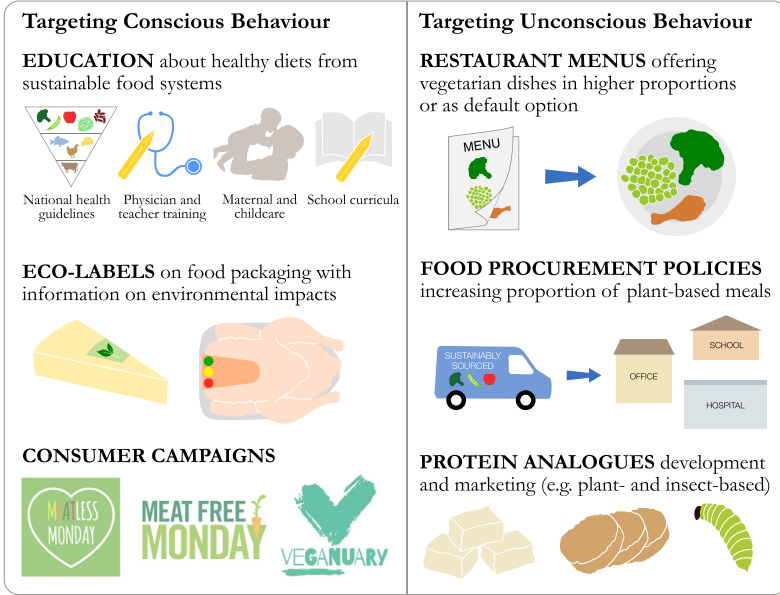 Targeting Conscious Behaviour
EDUCATION about healthy diets from
sustainable food systems
National health
guidelines
Physician and
teacher training
Maternal and
childcare
School curricula
ECO-LABELS on food packaging with
information on environmental impacts
CONSUMER CAMPAIGNS
MEATLESS
MONDAY
MEAT FREE
MONDAY
VEGANUARY
Targeting Unconscious Behaviour
RESTAURANT MENUS offering
vegetarian dishes in higher proportions
or as default option
MENU
FOOD PROCUREMENT POLICIES
increasing proportion of plant-based meals
SUSTAINABLY
SOURCED
OFFICE
SCHOOL
HOSPITAL
PROTEIN ANALOGUES development
and marketing (e.g. plant- and insect-based)